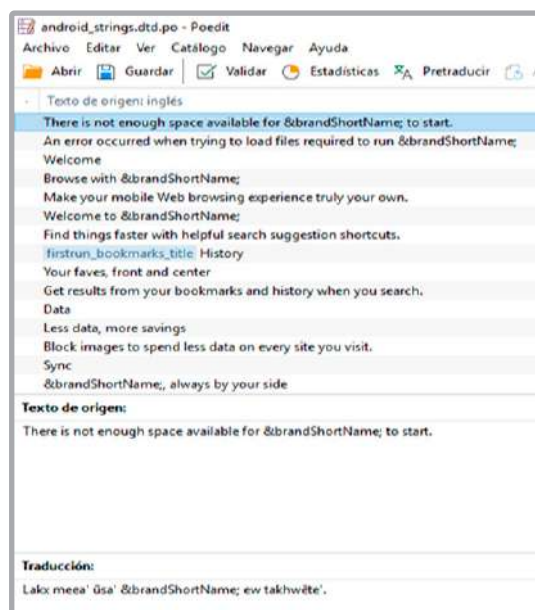 android_strings.dtd.po - Poedit
Archivo Editar Ver Catálogo Navegar Ayuda
Abrir Guardar Validar Estadísticas Pretraducir
Texto de origen: inglés
There is not enough space available for &brandShortName; to start.
An error occurred when trying to load files required to run &brandShortName;
Welcome
Browse with &brandShortName;
Make your mobile Web browsing experience truly your own.
Welcome to &brandShortName;
Find things faster with helpful search suggestion shortcuts.
firstrun_bookmarks_title History
Your faves, front and center
Get results from your bookmarks and history when you search.
Data
Less data, more savings
Block images to spend less data on every site you visit.
Sync
&brandShortName;, always by your side
Texto de origen:
There is not enough space available for &brandShortName; to start.
Traducción:
Lakx meea' ũsa' &brandShortName; ew takhwẽte'.